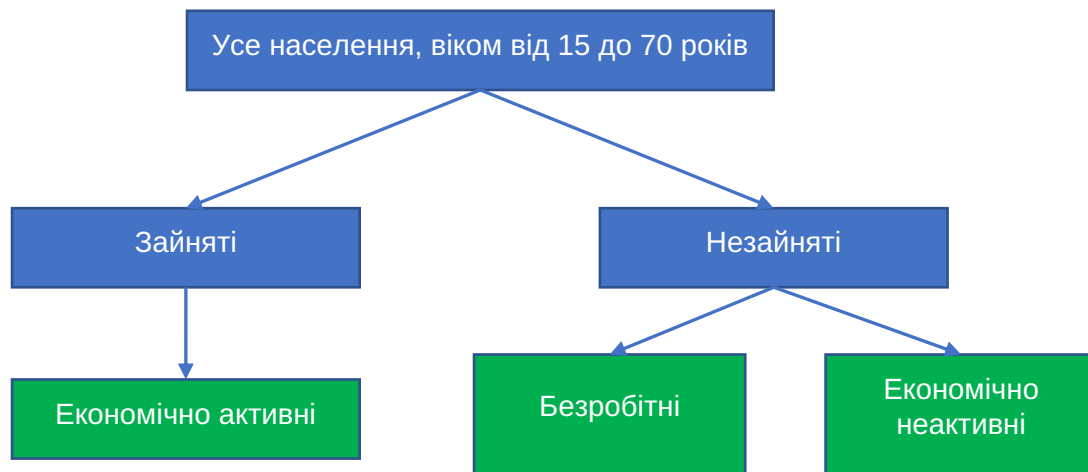 Усе населення, віком від 15 до 70 років
Зайняті
Незайняті
Економічно активні
Безробітні
Економічно
неактивні